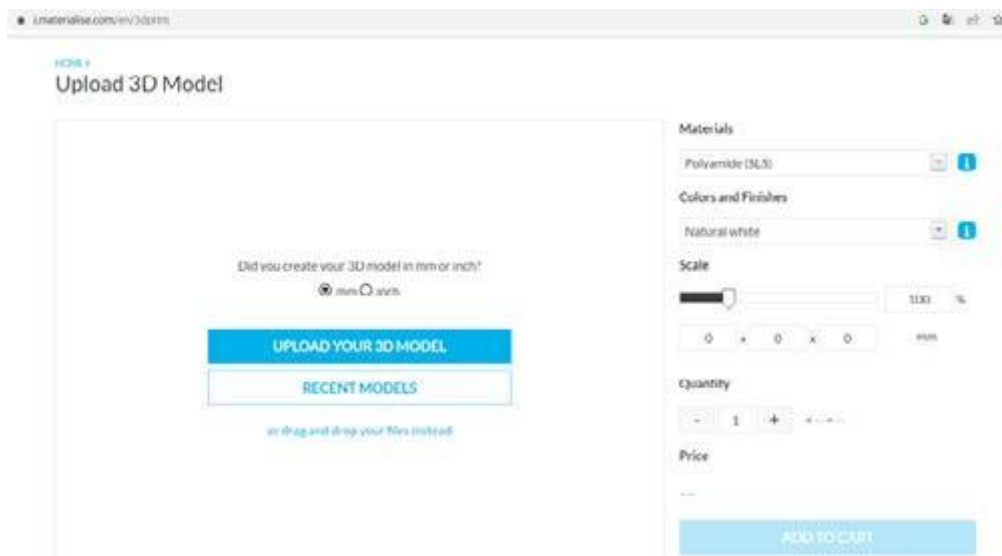 i.materialise.com/en/3dprint
HOME
Upload 3D Model
Did you create your 3D model in mm or inch?
mm inch
UPLOAD YOUR 3D MODEL
RECENT MODELS
or drag and drop your files instead
Materials
Polyamide (SLS)
Colors and Finishes
Natural white
Scale
100 %
0 x 0 x 0 mm
Quantity
- 1 +
Price
ADD TO CART